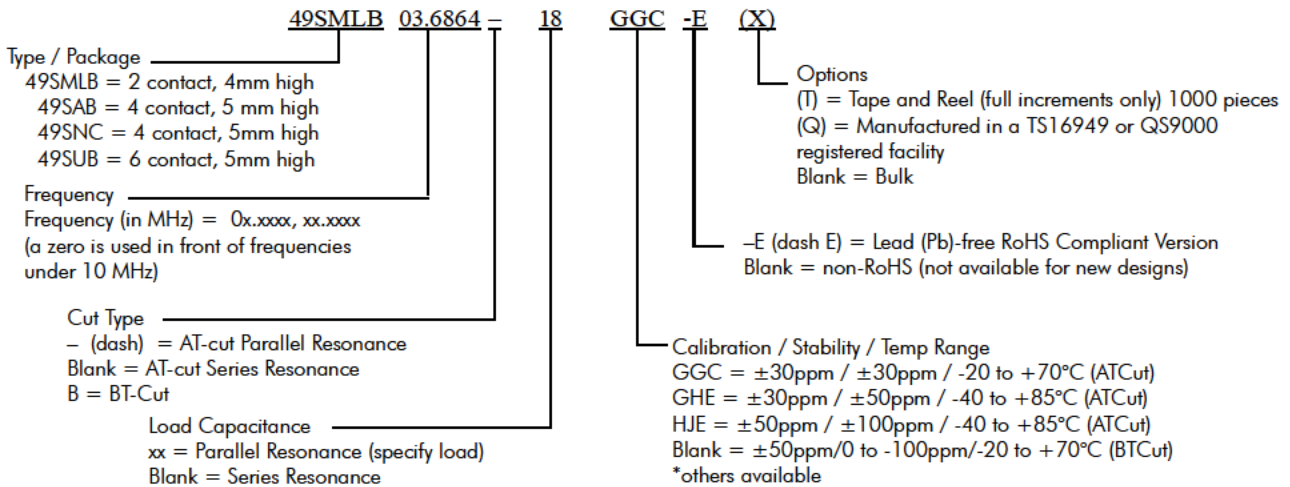 49SMLB 03.6864 – 18 GGC -E (X)
Type / Package
49SMLB = 2 contact, 4mm high
49SAB = 4 contact, 5 mm high
49SNC = 4 contact, 5mm high
49SUB = 6 contact, 5mm high
Frequency
Frequency (in MHz) = 0x.xxxx, xx.xxxx
(a zero is used in front of frequencies
under 10 MHz)
Cut Type
– (dash) = AT-cut Parallel Resonance
Blank = AT-cut Series Resonance
B = BT-Cut
Load Capacitance
xx = Parallel Resonance (specify load)
Blank = Series Resonance
Options
(T) = Tape and Reel (full increments only) 1000 pieces
(Q) = Manufactured in a TS16949 or QS9000
registered facility
Blank = Bulk
–E (dash E) = Lead (Pb)-free RoHS Compliant Version
Blank = non-RoHS (not available for new designs)
Calibration / Stability / Temp Range
GGC = ±30ppm / ±30ppm / -20 to +70°C (ATCut)
GHE = ±30ppm / ±50ppm / -40 to +85°C (ATCut)
HJE = ±50ppm / ±100ppm / -40 to +85°C (ATCut)
Blank = ±50ppm/0 to -100ppm/-20 to +70°C (BTCut)
*others available